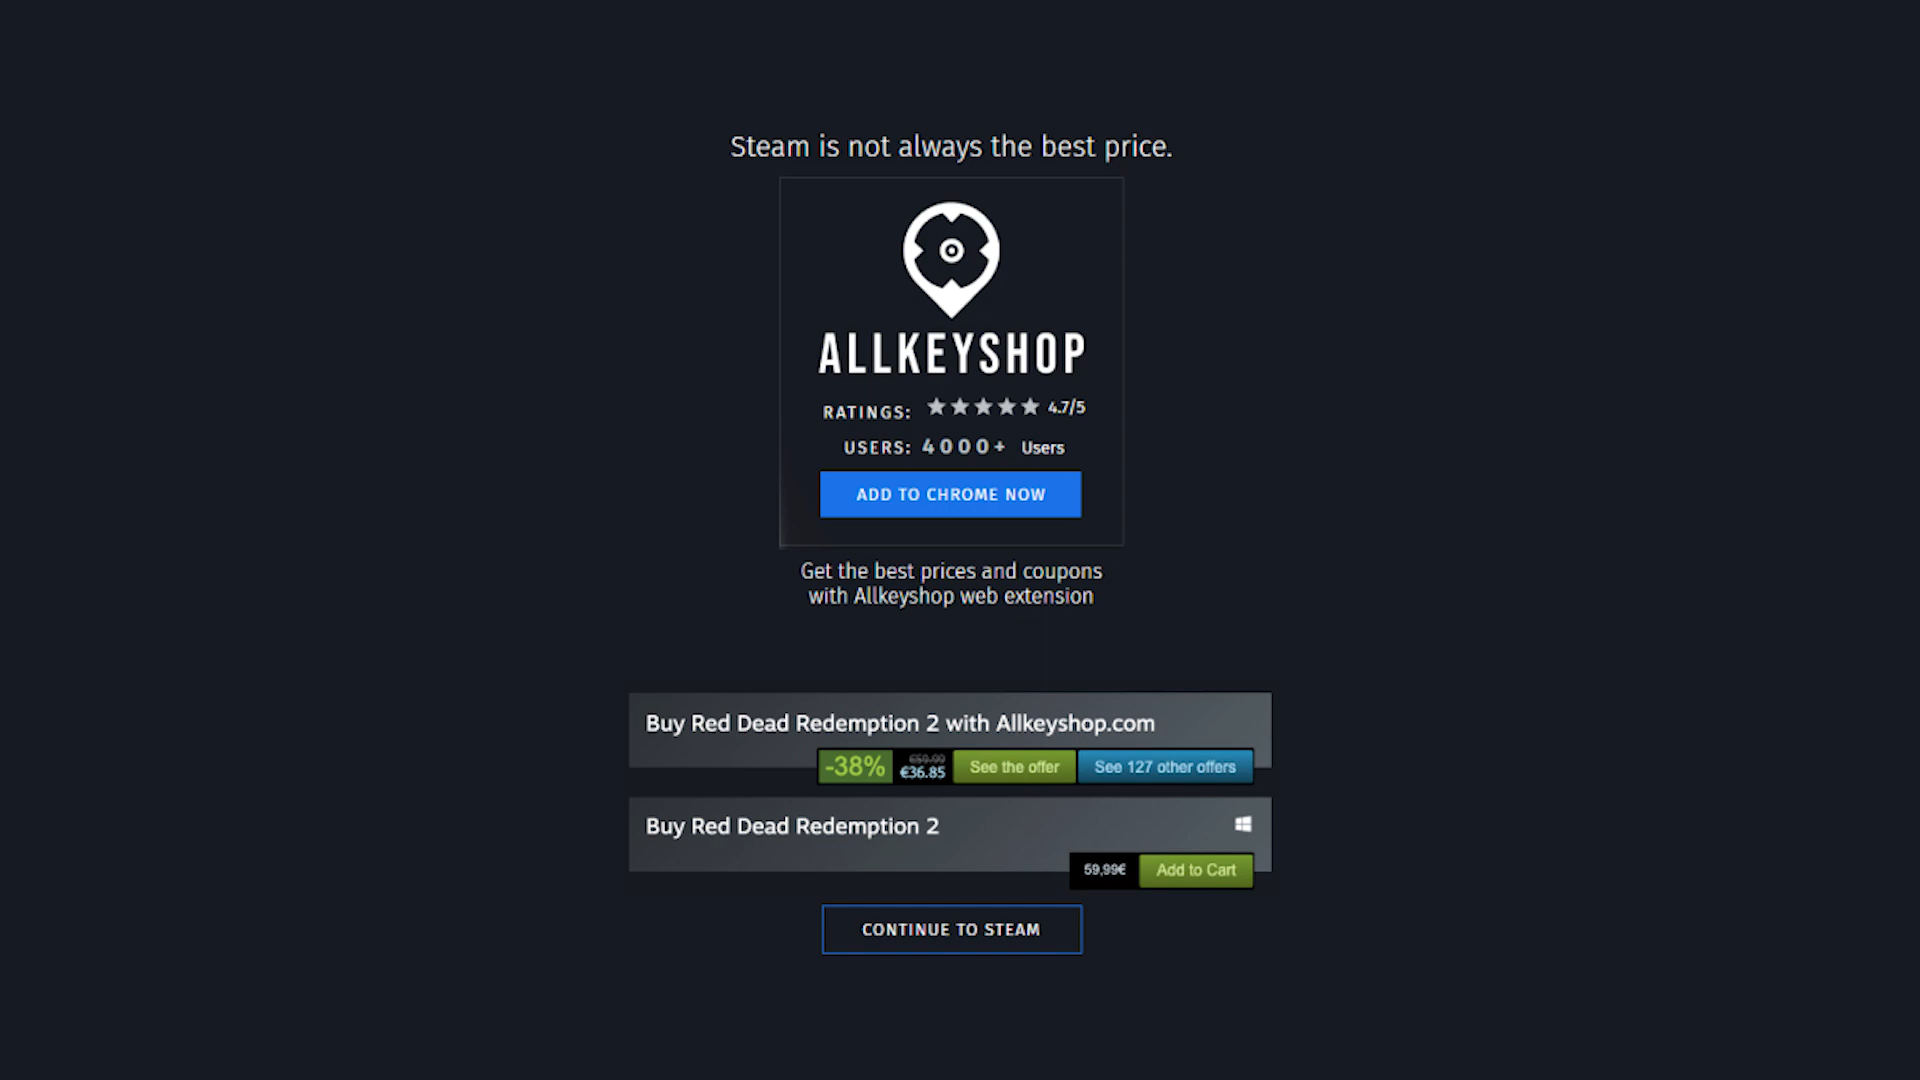 Steam is not always the best price.
ALLKEYSHOP
RATINGS: 4.7/5
USERS: 4000+ Users
ADD TO CHROME NOW
Get the best prices and coupons
with Allkeyshop web extension
Buy Red Dead Redemption 2 with Allkeyshop.com
-38% €59.99 €36.85 See the offer See 127 other offers
Buy Red Dead Redemption 2
59,99€ Add to Cart
CONTINUE TO STEAM